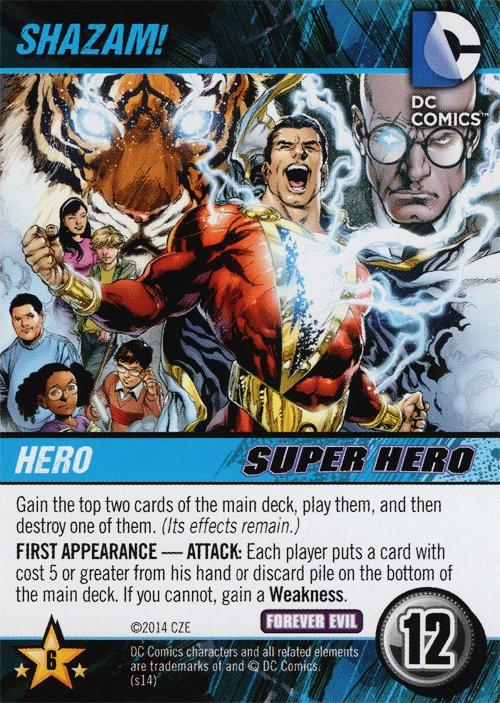 SHAZAM!
DC COMICS™
HERO
SUPER HERO
Gain the top two cards of the main deck, play them, and then
destroy one of them. (Its effects remain.)
FIRST APPEARANCE — ATTACK: Each player puts a card with
cost 5 or greater from his hand or discard pile on the bottom of
the main deck. If you cannot, gain a Weakness.
©2014 CZE
FOREVER EVIL
6
DC Comics characters and all related elements
are trademarks of and © DC Comics.
(s14)
12